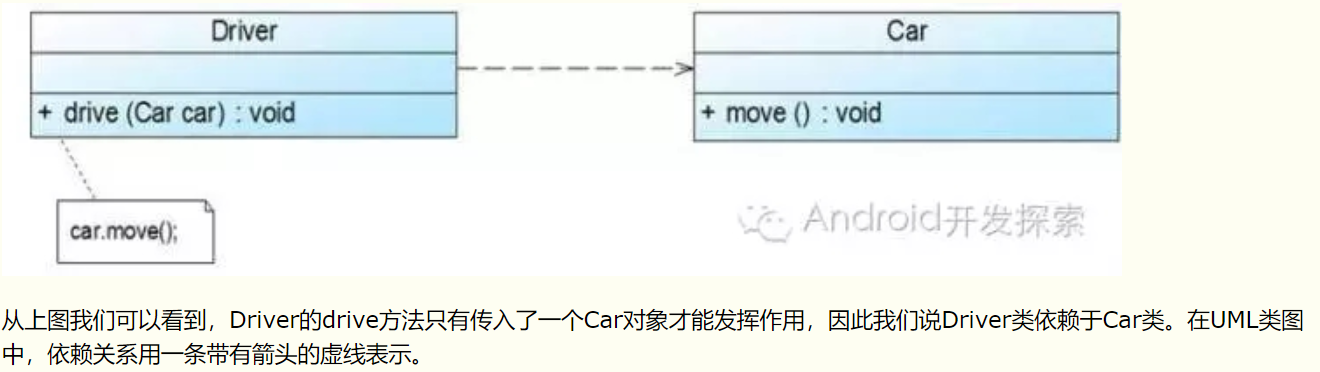 Driver
Car
+ drive (Car car) : void
+ move () : void
car.move();
Android开发探索
从上图我们可以看到，Driver的drive方法只有传入了一个Car对象才能发挥作用，因此我们说Driver类依赖于Car类。在UML类图
中，依赖关系用一条带有箭头的虚线表示。